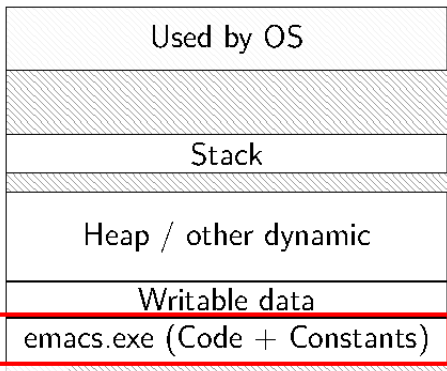 Used by OS
Stack
Heap / other dynamic
Writable data
emacs.exe (Code + Constants)